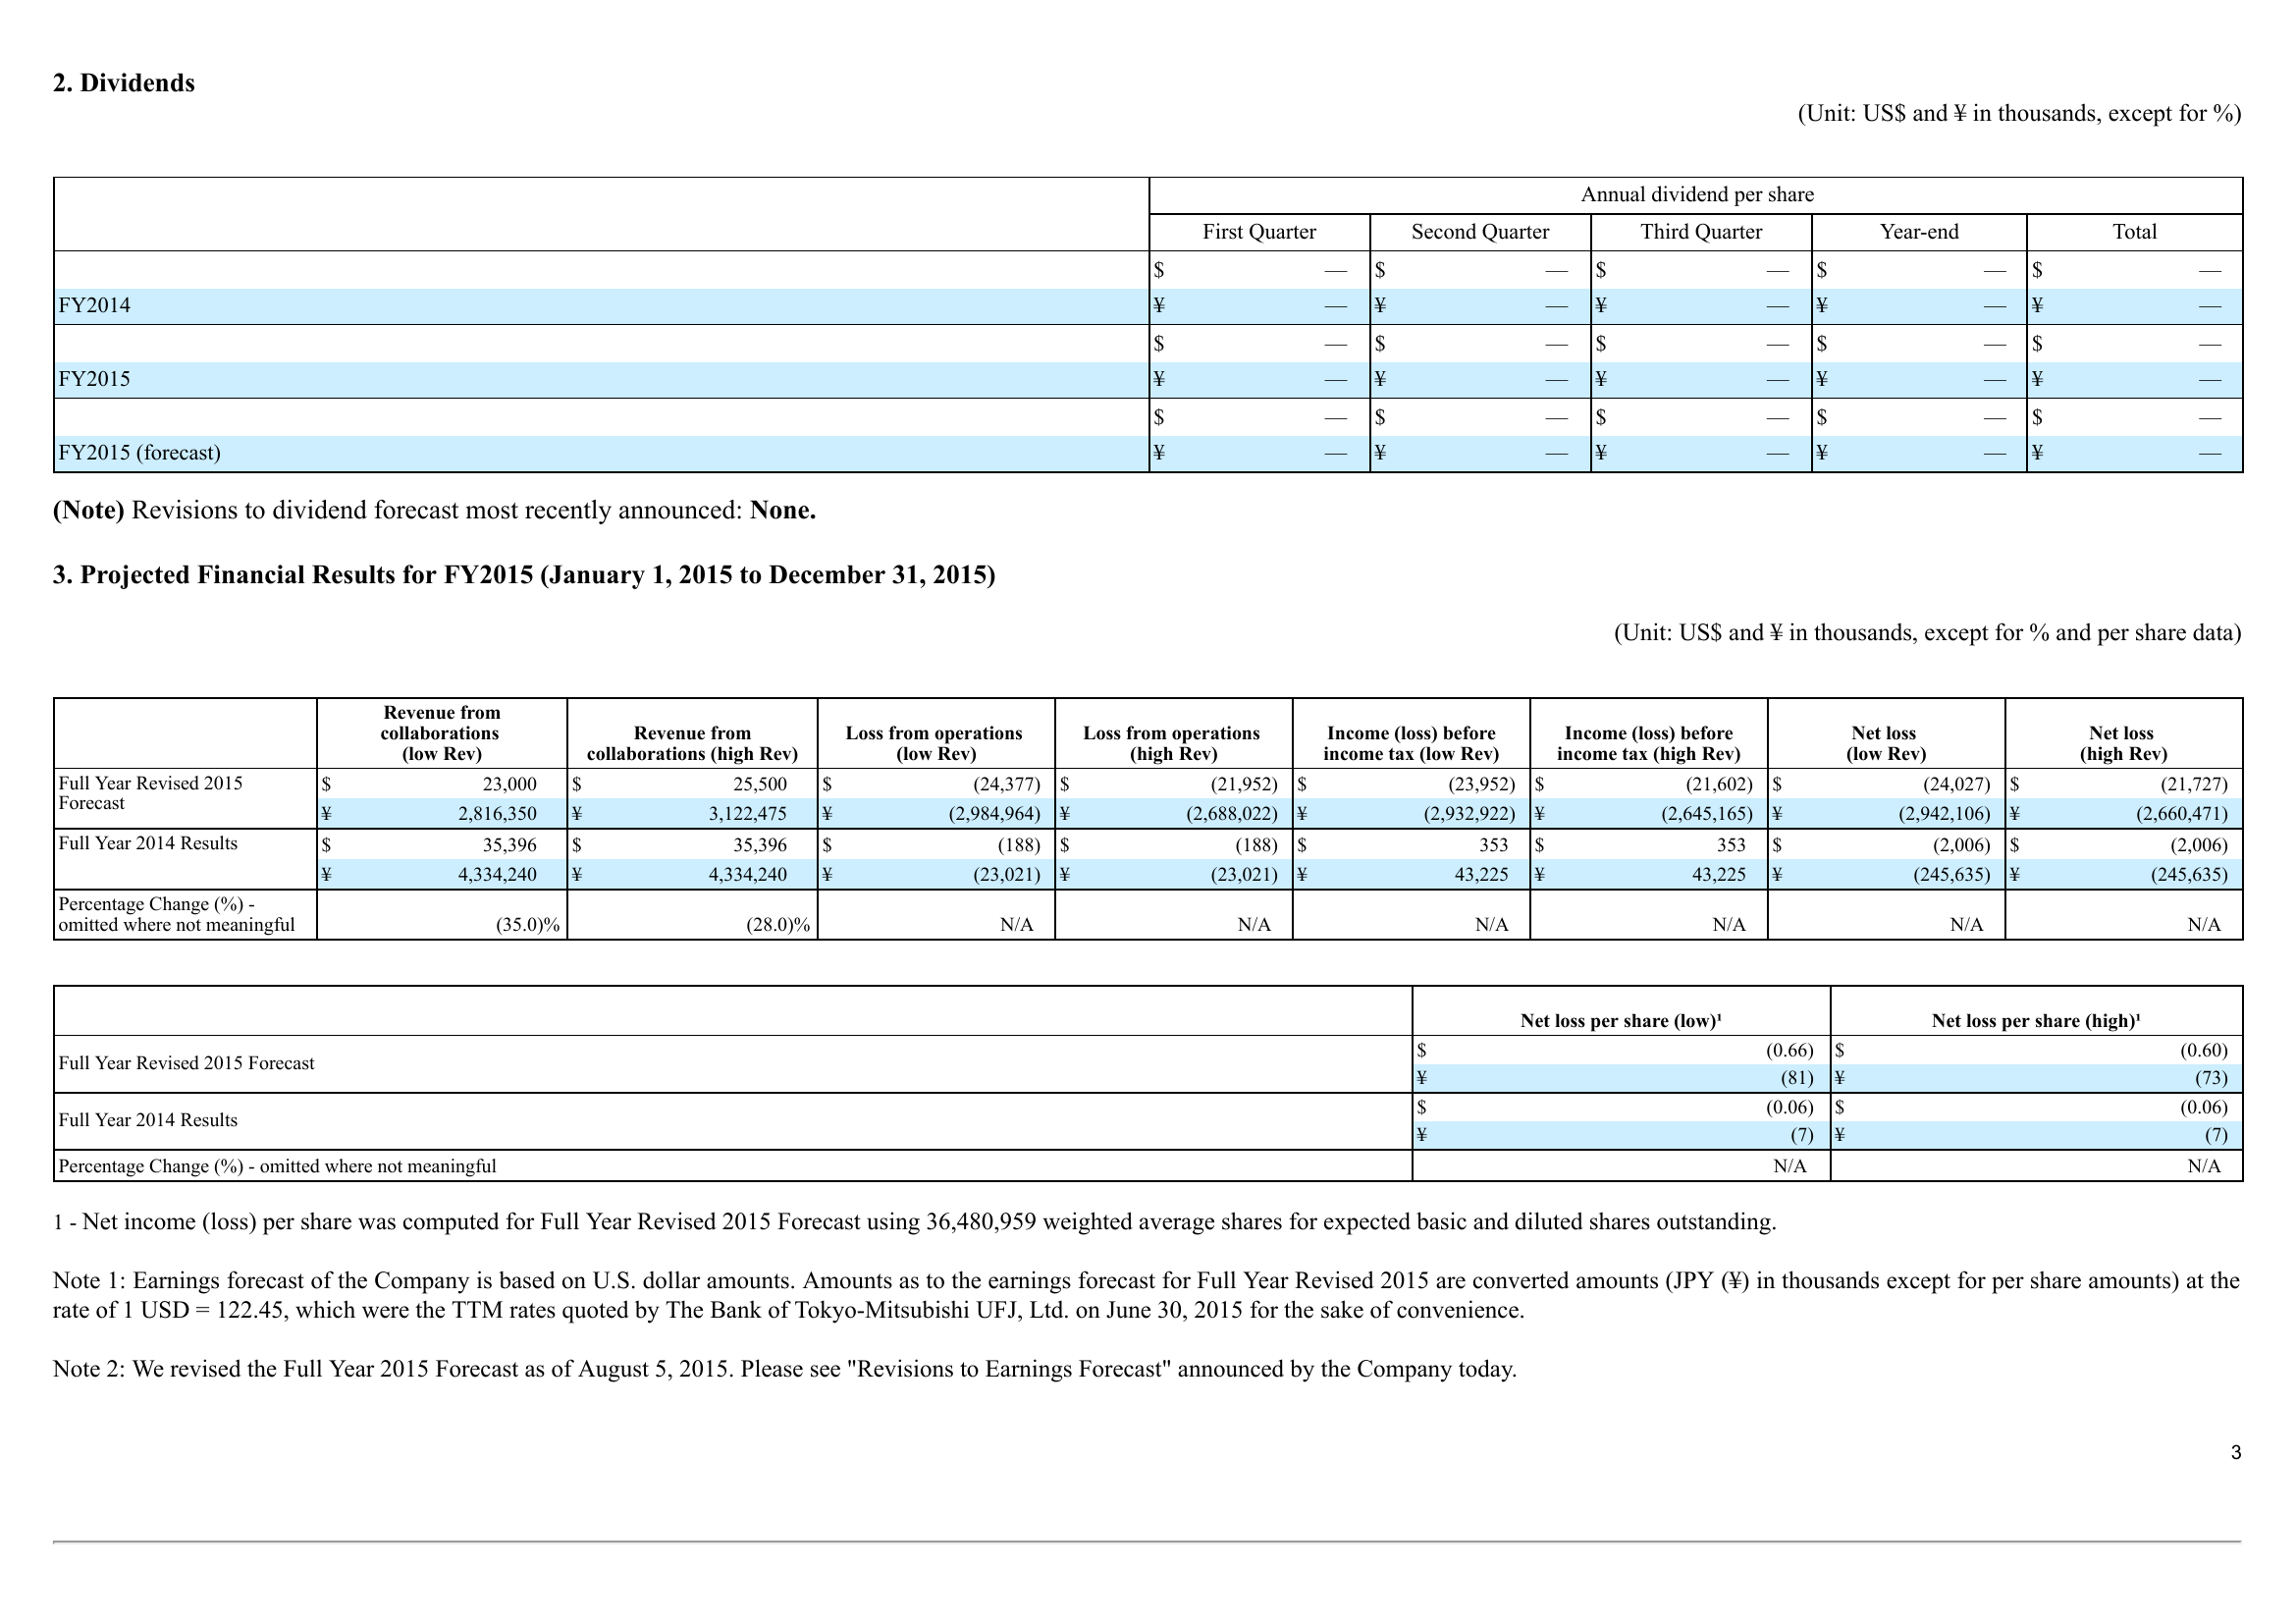 2. Dividends
(Unit: US$ and ¥ in thousands, except for %)
Annual dividend per share
First Quarter Second Quarter Third Quarter Year-end Total
$ — $ — $ — $ — $ —
FY2014 ¥ — ¥ — ¥ — ¥ — ¥ —
$ — $ — $ — $ — $ —
FY2015 ¥ — ¥ — ¥ — ¥ — ¥ —
$ — $ — $ — $ — $ —
FY2015 (forecast) ¥ — ¥ — ¥ — ¥ — ¥ —
(Note) Revisions to dividend forecast most recently announced: None.
3. Projected Financial Results for FY2015 (January 1, 2015 to December 31, 2015)
(Unit: US$ and ¥ in thousands, except for % and per share data)
Revenue from
collaborations
(low Rev)
Revenue from
collaborations (high Rev)
Loss from operations
(low Rev)
Loss from operations
(high Rev)
Income (loss) before
income tax (low Rev)
Income (loss) before
income tax (high Rev)
Net loss
(low Rev)
Net loss
(high Rev)
Full Year Revised 2015
Forecast
$ 23,000 $ 25,500 $ (24,377) $ (21,952) $ (23,952) $ (21,602) $ (24,027) $ (21,727)
¥ 2,816,350 ¥ 3,122,475 ¥ (2,984,964) ¥ (2,688,022) ¥ (2,932,922) ¥ (2,645,165) ¥ (2,942,106) ¥ (2,660,471)
Full Year 2014 Results $ 35,396 $ 35,396 $ (188) $ (188) $ 353 $ 353 $ (2,006) $ (2,006)
¥ 4,334,240 ¥ 4,334,240 ¥ (23,021) ¥ (23,021) ¥ 43,225 ¥ 43,225 ¥ (245,635) ¥ (245,635)
Percentage Change (%) -
omitted where not meaningful (35.0)% (28.0)% N/A N/A N/A N/A N/A N/A
Net loss per share (low)¹ Net loss per share (high)¹
Full Year Revised 2015 Forecast
$ (0.66) $ (0.60)
¥ (81) ¥ (73)
Full Year 2014 Results
$ (0.06) $ (0.06)
¥ (7) ¥ (7)
Percentage Change (%) - omitted where not meaningful N/A N/A
1 - Net income (loss) per share was computed for Full Year Revised 2015 Forecast using 36,480,959 weighted average shares for expected basic and diluted shares outstanding.
Note 1: Earnings forecast of the Company is based on U.S. dollar amounts. Amounts as to the earnings forecast for Full Year Revised 2015 are converted amounts (JPY (¥) in thousands except for per share amounts) at the
rate of 1 USD = 122.45, which were the TTM rates quoted by The Bank of Tokyo-Mitsubishi UFJ, Ltd. on June 30, 2015 for the sake of convenience.
Note 2: We revised the Full Year 2015 Forecast as of August 5, 2015. Please see "Revisions to Earnings Forecast" announced by the Company today.
3